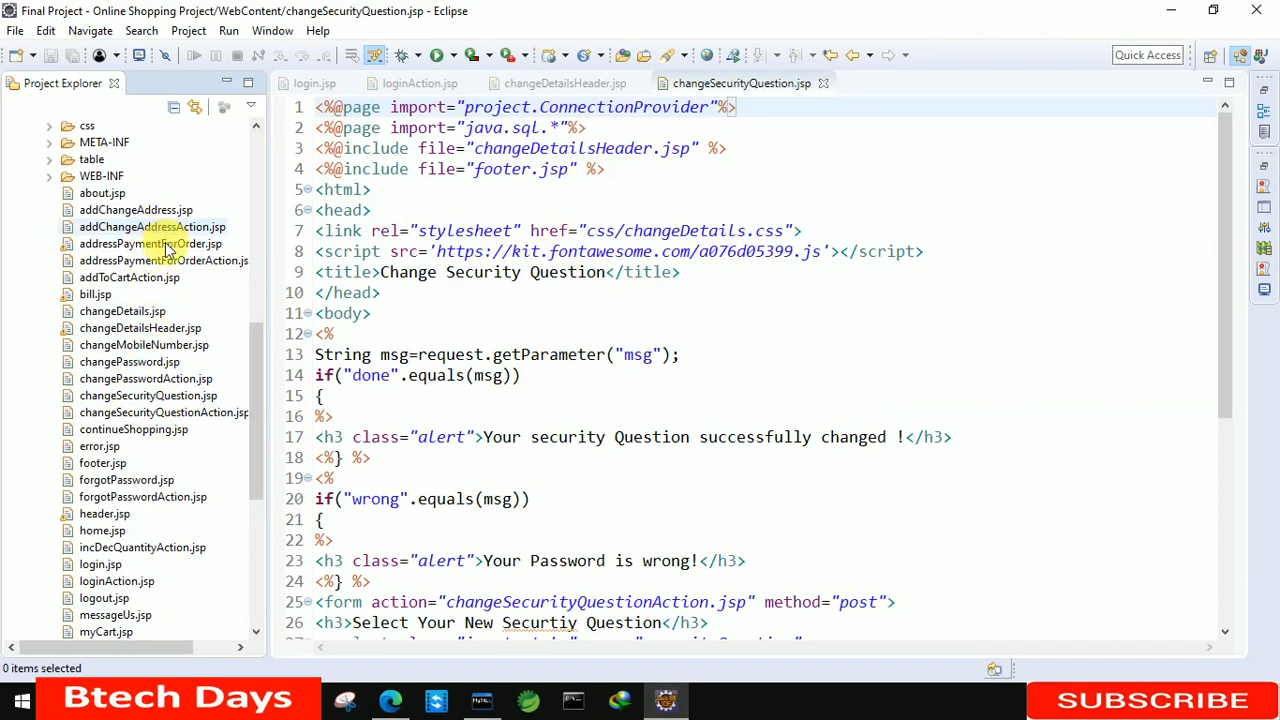 Final Project - Online Shopping Project/WebContent/changeSecurityQuestion.jsp - Eclipse
File Edit Navigate Search Project Run Window Help
Quick Access
Project Explorer
login.jsp loginAction.jsp changeDetailsHeader.jsp changeSecurityQuestion.jsp
css
META-INF
table
WEB-INF
about.jsp
addChangeAddress.jsp
addChangeAddressAction.jsp
addressPaymentForOrder.jsp
addressPaymentForOrderAction.js
addToCartAction.jsp
bill.jsp
changeDetails.jsp
changeDetailsHeader.jsp
changeMobileNumber.jsp
changePassword.jsp
changePasswordAction.jsp
changeSecurityQuestion.jsp
changeSecurityQuestionAction.jsp
continueShopping.jsp
error.jsp
footer.jsp
forgotPassword.jsp
forgotPasswordAction.jsp
header.jsp
home.jsp
incDecQuantityAction.jsp
login.jsp
loginAction.jsp
logout.jsp
messageUs.jsp
myCart.jsp
1 <%@page import="project.ConnectionProvider"%>
2 <%@page import="java.sql.*"%>
3 <%@include file="changeDetailsHeader.jsp" %>
4 <%@include file="footer.jsp" %>
5 <html>
6 <head>
7 <link rel="stylesheet" href="css/changeDetails.css">
8 <script src='https://kit.fontawesome.com/a076d05399.js'></script>
9 <title>Change Security Question</title>
10 </head>
11 <body>
12 <%
13 String msg=request.getParameter("msg");
14 if("done".equals(msg))
15 {
16 %>
17 <h3 class="alert">Your security Question successfully changed !</h3>
18 <%} %>
19 <%
20 if("wrong".equals(msg))
21 {
22 %>
23 <h3 class="alert">Your Password is wrong!</h3>
24 <%} %>
25 <form action="changeSecurityQuestionAction.jsp" method="post">
26 <h3>Select Your New Securtiy Question</h3>
0 items selected
Btech Days
SUBSCRIBE